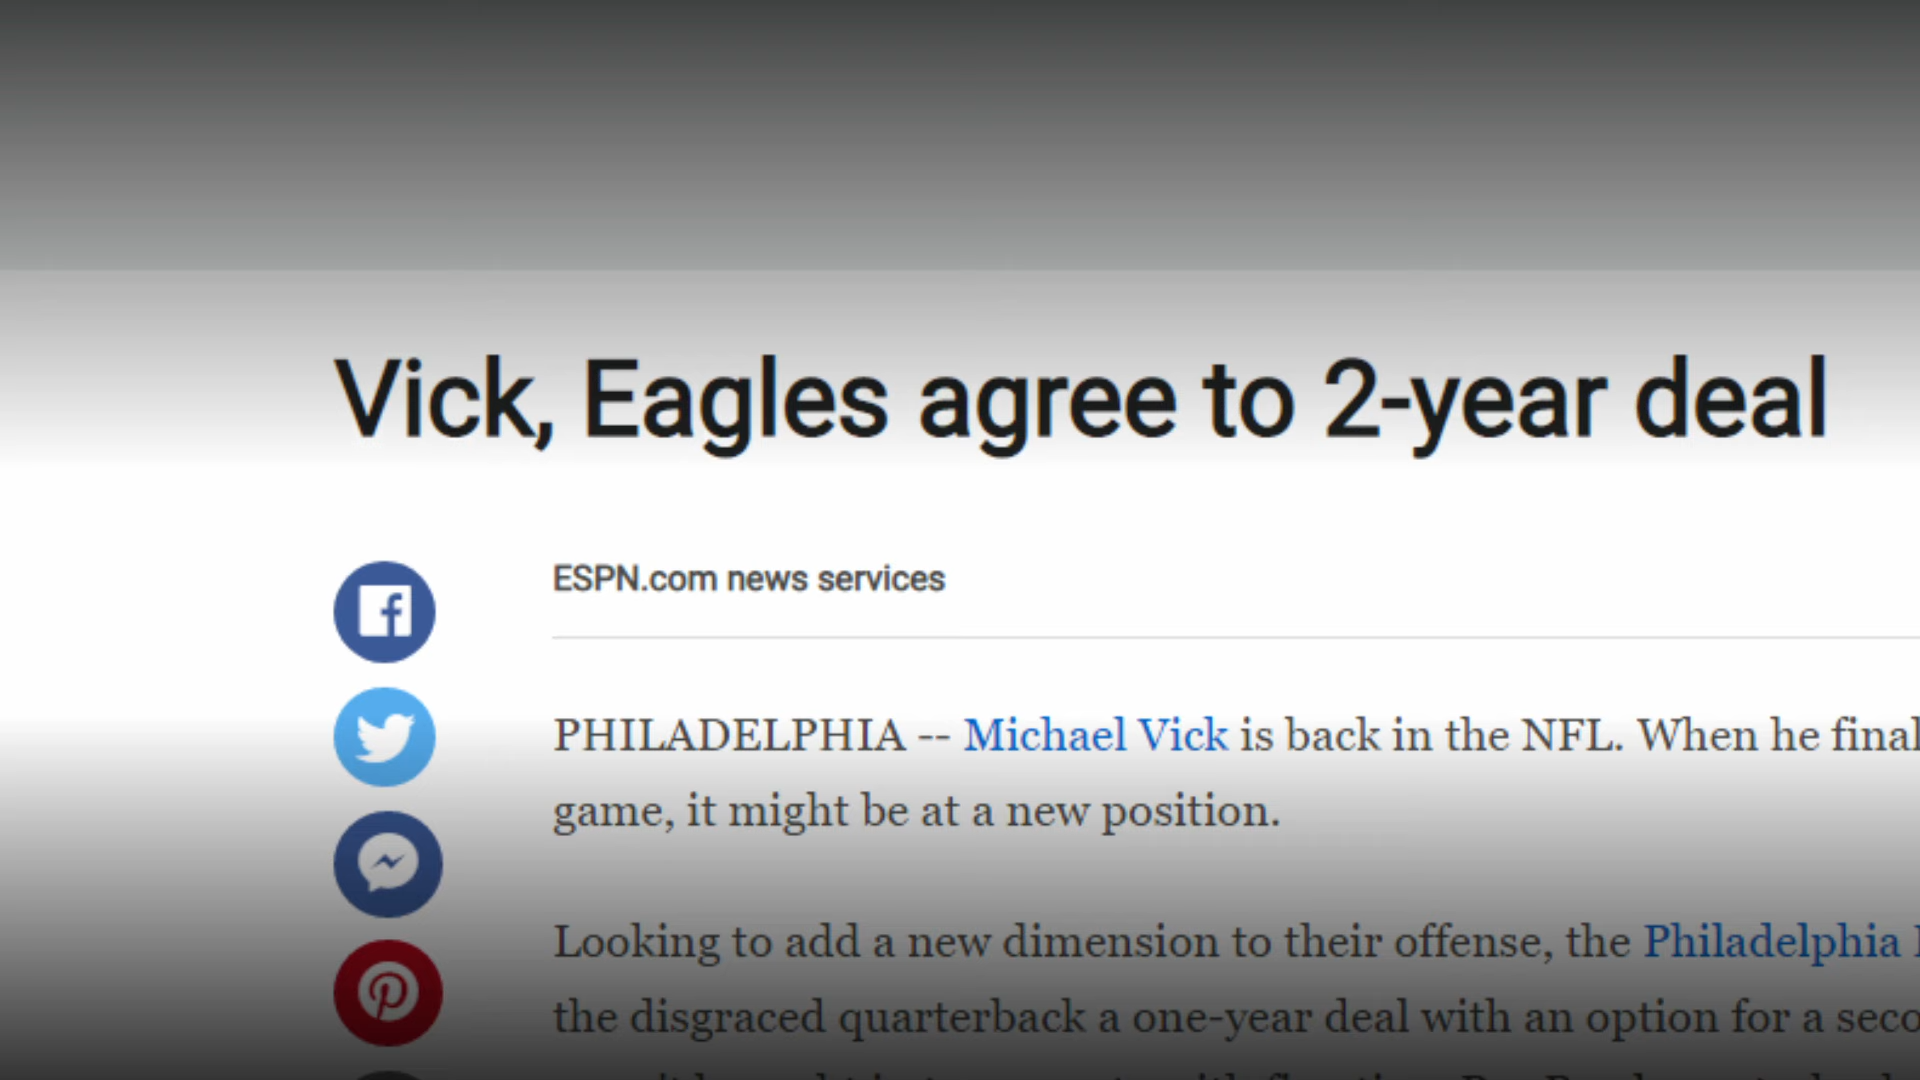 Vick, Eagles agree to 2-year deal
ESPN.com news services
PHILADELPHIA -- Michael Vick is back in the NFL. When he final
game, it might be at a new position.
Looking to add a new dimension to their offense, the Philadelphia
the disgraced quarterback a one-year deal with an option for a seco